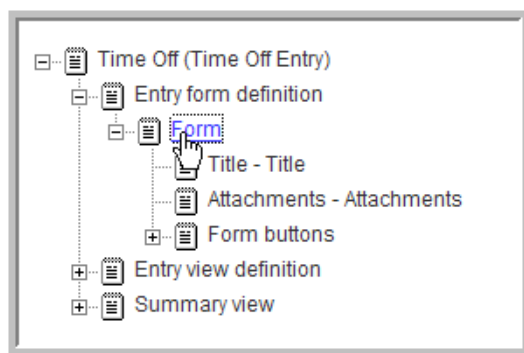 Time Off (Time Off Entry)
Entry form definition
Form
Title - Title
Attachments - Attachments
Form buttons
Entry view definition
Summary view